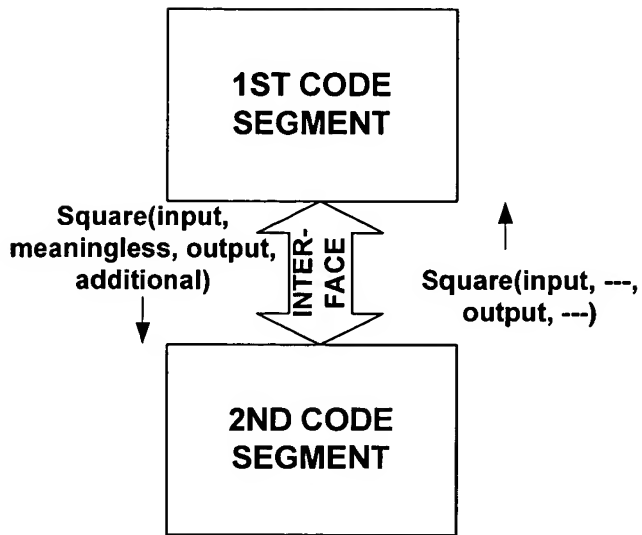 1ST CODE
SEGMENT
Square(input,
meaningless, output,
additional)
INTER-
FACE
Square(input, ---,
output, ---)
2ND CODE
SEGMENT